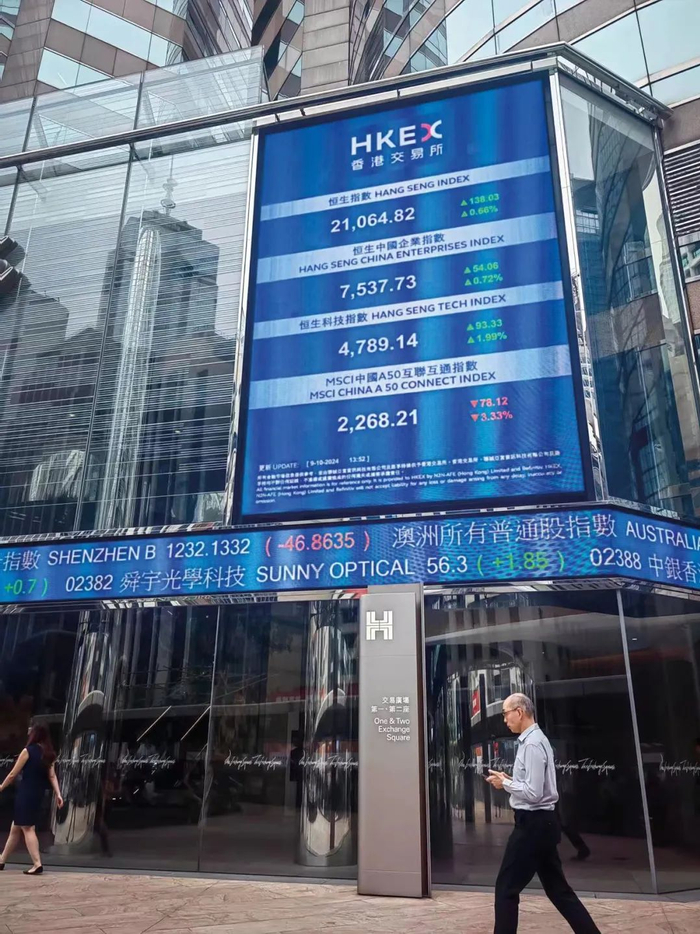 HKEX
香港交易所
恒生指數 HANG SENG INDEX
21,064.82 ▲138.03 ▲0.66%
恒生中國企業指數
HANG SENG CHINA ENTERPRISES INDEX
7,537.73 ▲54.06 ▲0.72%
恒生科技指數 HANG SENG TECH INDEX
4,789.14 ▲93.33 ▲1.99%
MSCI中國A50互聯互通指數
MSCI CHINA A 50 CONNECT INDEX
2,268.21 ▼78.12 ▼3.33%
更新 UPDATE: [ 9-10-2024 13:52 ]
指數 SHENZHEN B 1232.1332 ( -46.8635 ) 澳洲所有普通股指數 AUSTRALIA
+0.7 ) 02382 舜宇光學科技 SUNNY OPTICAL 56.3 ( +1.85 ) 02388 中銀香
H
交易廣場
第一·第二座
One & Two
Exchange
Square